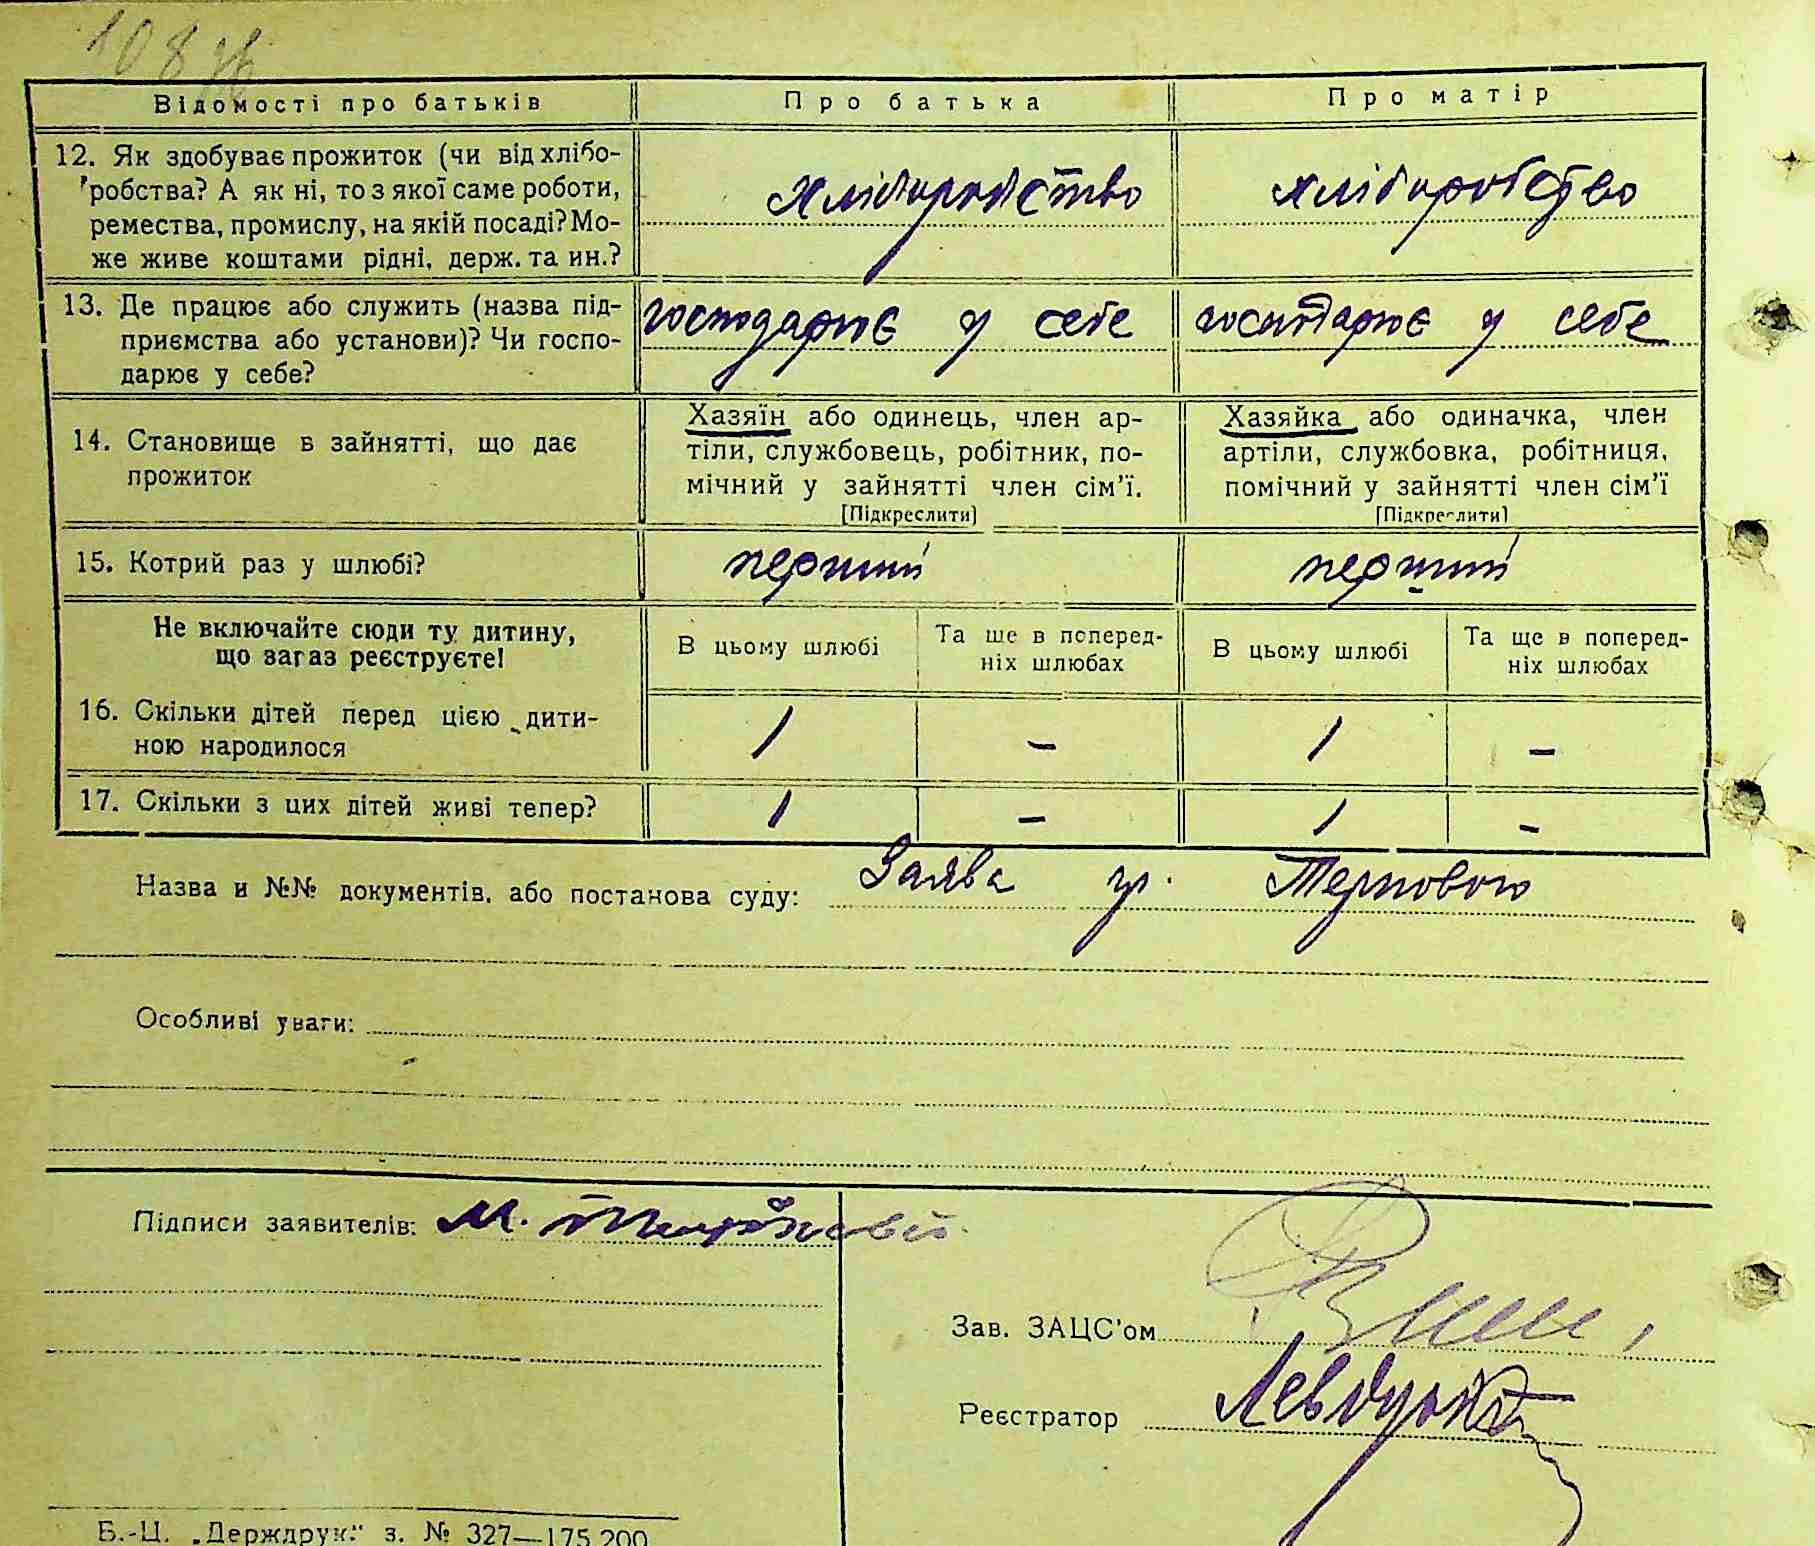 108
Відомості про батьків Про батька Про матір
12. Як здобуває прожиток (чи від хлібо-
робства? А як ні, то з якої саме роботи,
ремества, промислу, на якій посаді? Мо-
же живе коштами рідні, держ. та ин.?
хліборобство хліборобство
13. Де працює або служить (назва під-
приємства або установи)? Чи госпо-
дарює у себе?
господарює у себе господарює у себе
14. Становище в зайнятті, що дає
прожиток
Хазяїн або одинець, член ар-
тіли, службовець, робітник, по-
мічний у зайнятті член сім'ї.
[Підкреслити]
Хазяйка або одиначка, член
артіли, службовка, робітниця,
помічний у зайнятті член сім'ї
[Підкреслити]
15. Котрий раз у шлюбі? перший перший
Не включайте сюди ту дитину,
що зараз реєструєте!
В цьому шлюбі Та ще в поперед-
ніх шлюбах
В цьому шлюбі Та ще в поперед-
ніх шлюбах
16. Скільки дітей перед цією дити-
ною народилося
1 – 1 –
17. Скільки з цих дітей живі тепер? 1 – 1 –
Назва и №№ документів, або постанова суду: Заява гр. Тернового
Особливі уваги:
Підписи заявителів: М.
Зав. ЗАЦС'ом
Реєстратор
Б.-Ц. „Держдрук." з. № 327—175.200